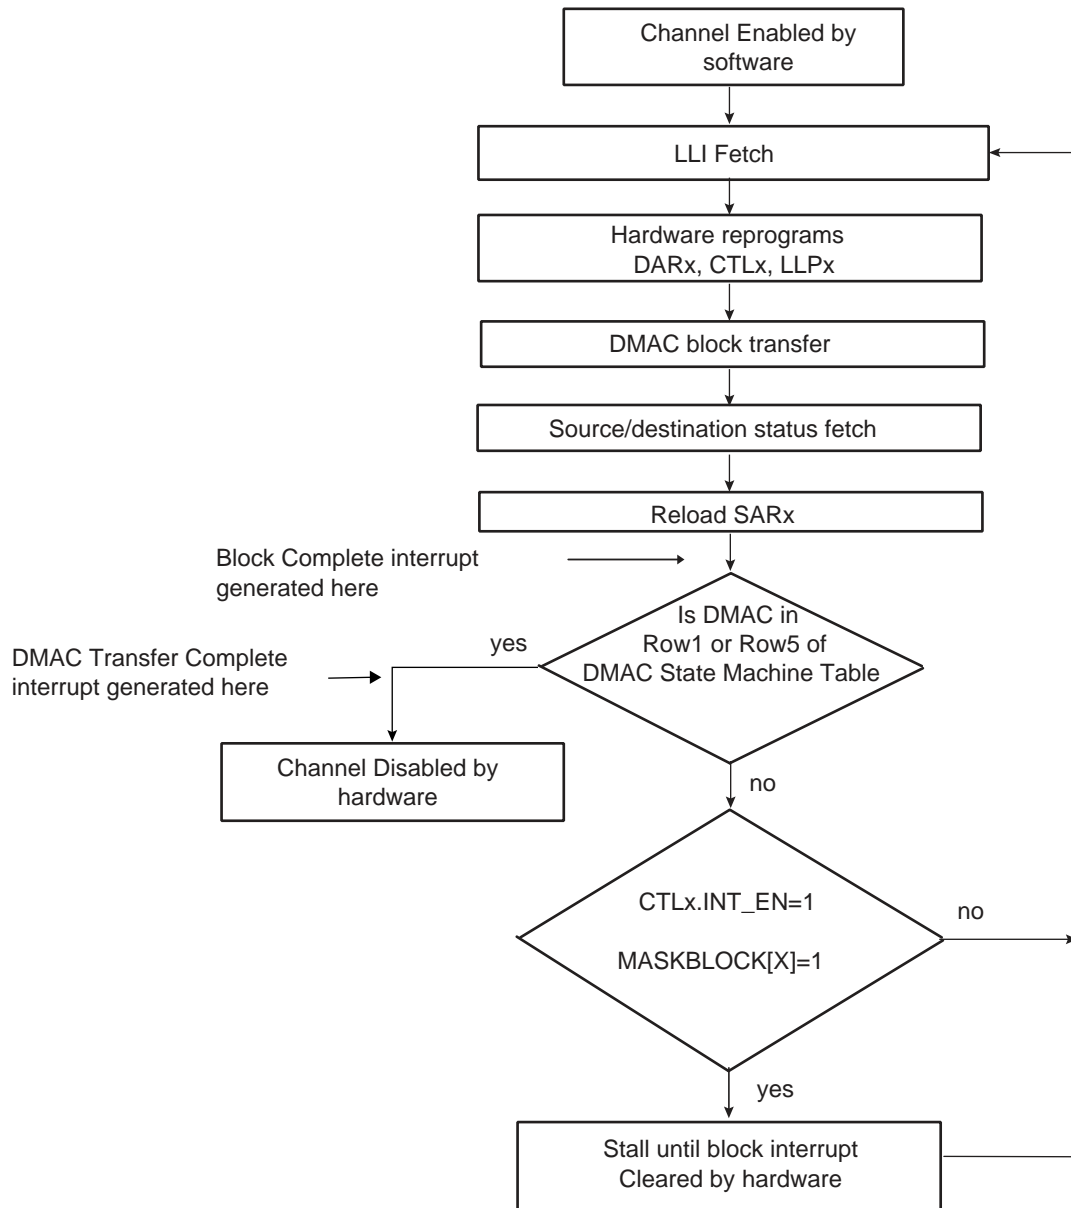 Channel Enabled by
software
LLI Fetch
Hardware reprograms
DARx, CTLx, LLPx
DMAC block transfer
Source/destination status fetch
Reload SARx
Block Complete interrupt
generated here
Is DMAC in
Row1 or Row5 of
DMAC State Machine Table
yes
DMAC Transfer Complete
interrupt generated here
Channel Disabled by
hardware
no
CTLx.INT_EN=1
MASKBLOCK[X]=1
no
yes
Stall until block interrupt
Cleared by hardware